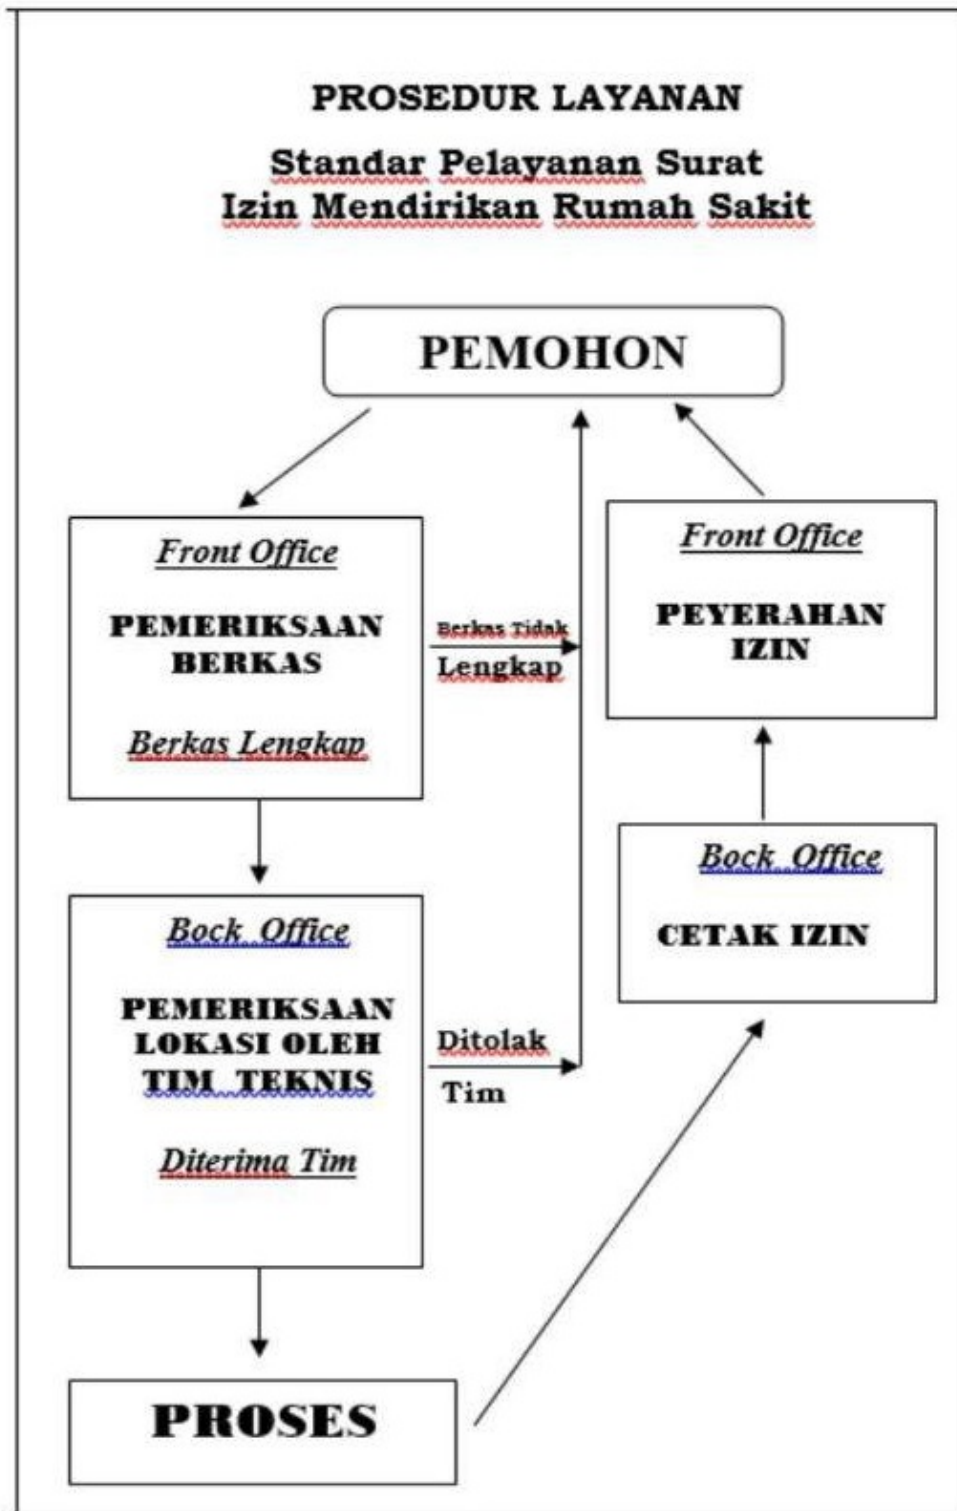 PROSEDUR LAYANAN
Standar Pelayanan Surat
Izin Mendirikan Rumah Sakit
PEMOHON
Front Office
PEMERIKSAAN
BERKAS
Berkas Lengkap
Berkas Tidak
Lengkap
Front Office
PEYERAHAN
IZIN
Bock Office
CETAK IZIN
Bock Office
PEMERIKSAAN
LOKASI OLEH
TIM TEKNIS
Diterima Tim
Ditolak
Tim
PROSES